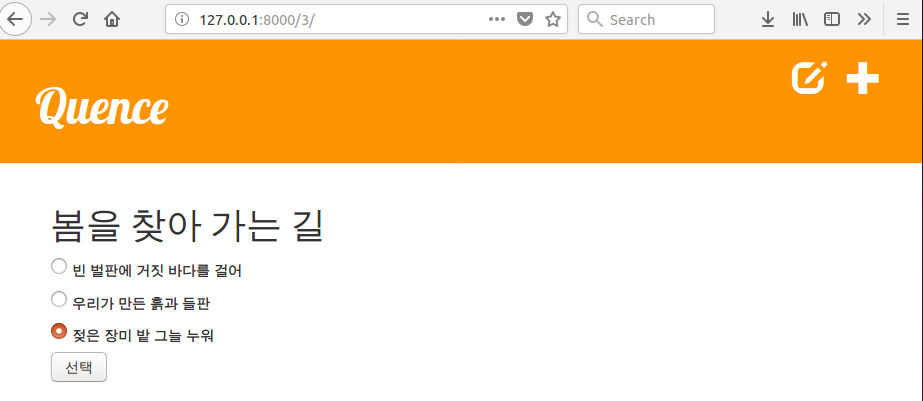 127.0.0.1:8000/3/
Search
Quence
봄을 찾아 가는 길
빈 벌판에 거짓 바다를 걸어
우리가 만든 흙과 들판
젖은 장미 밭 그늘 누워
선택